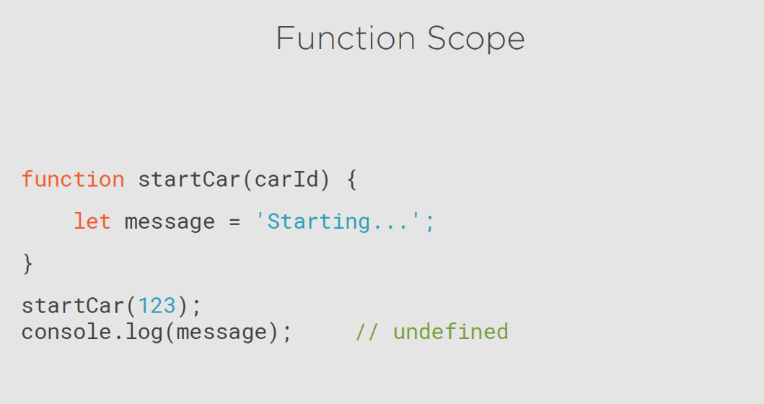 Function Scope
function startCar(carId) {
let message = 'Starting...';
}
startCar(123);
console.log(message); // undefined